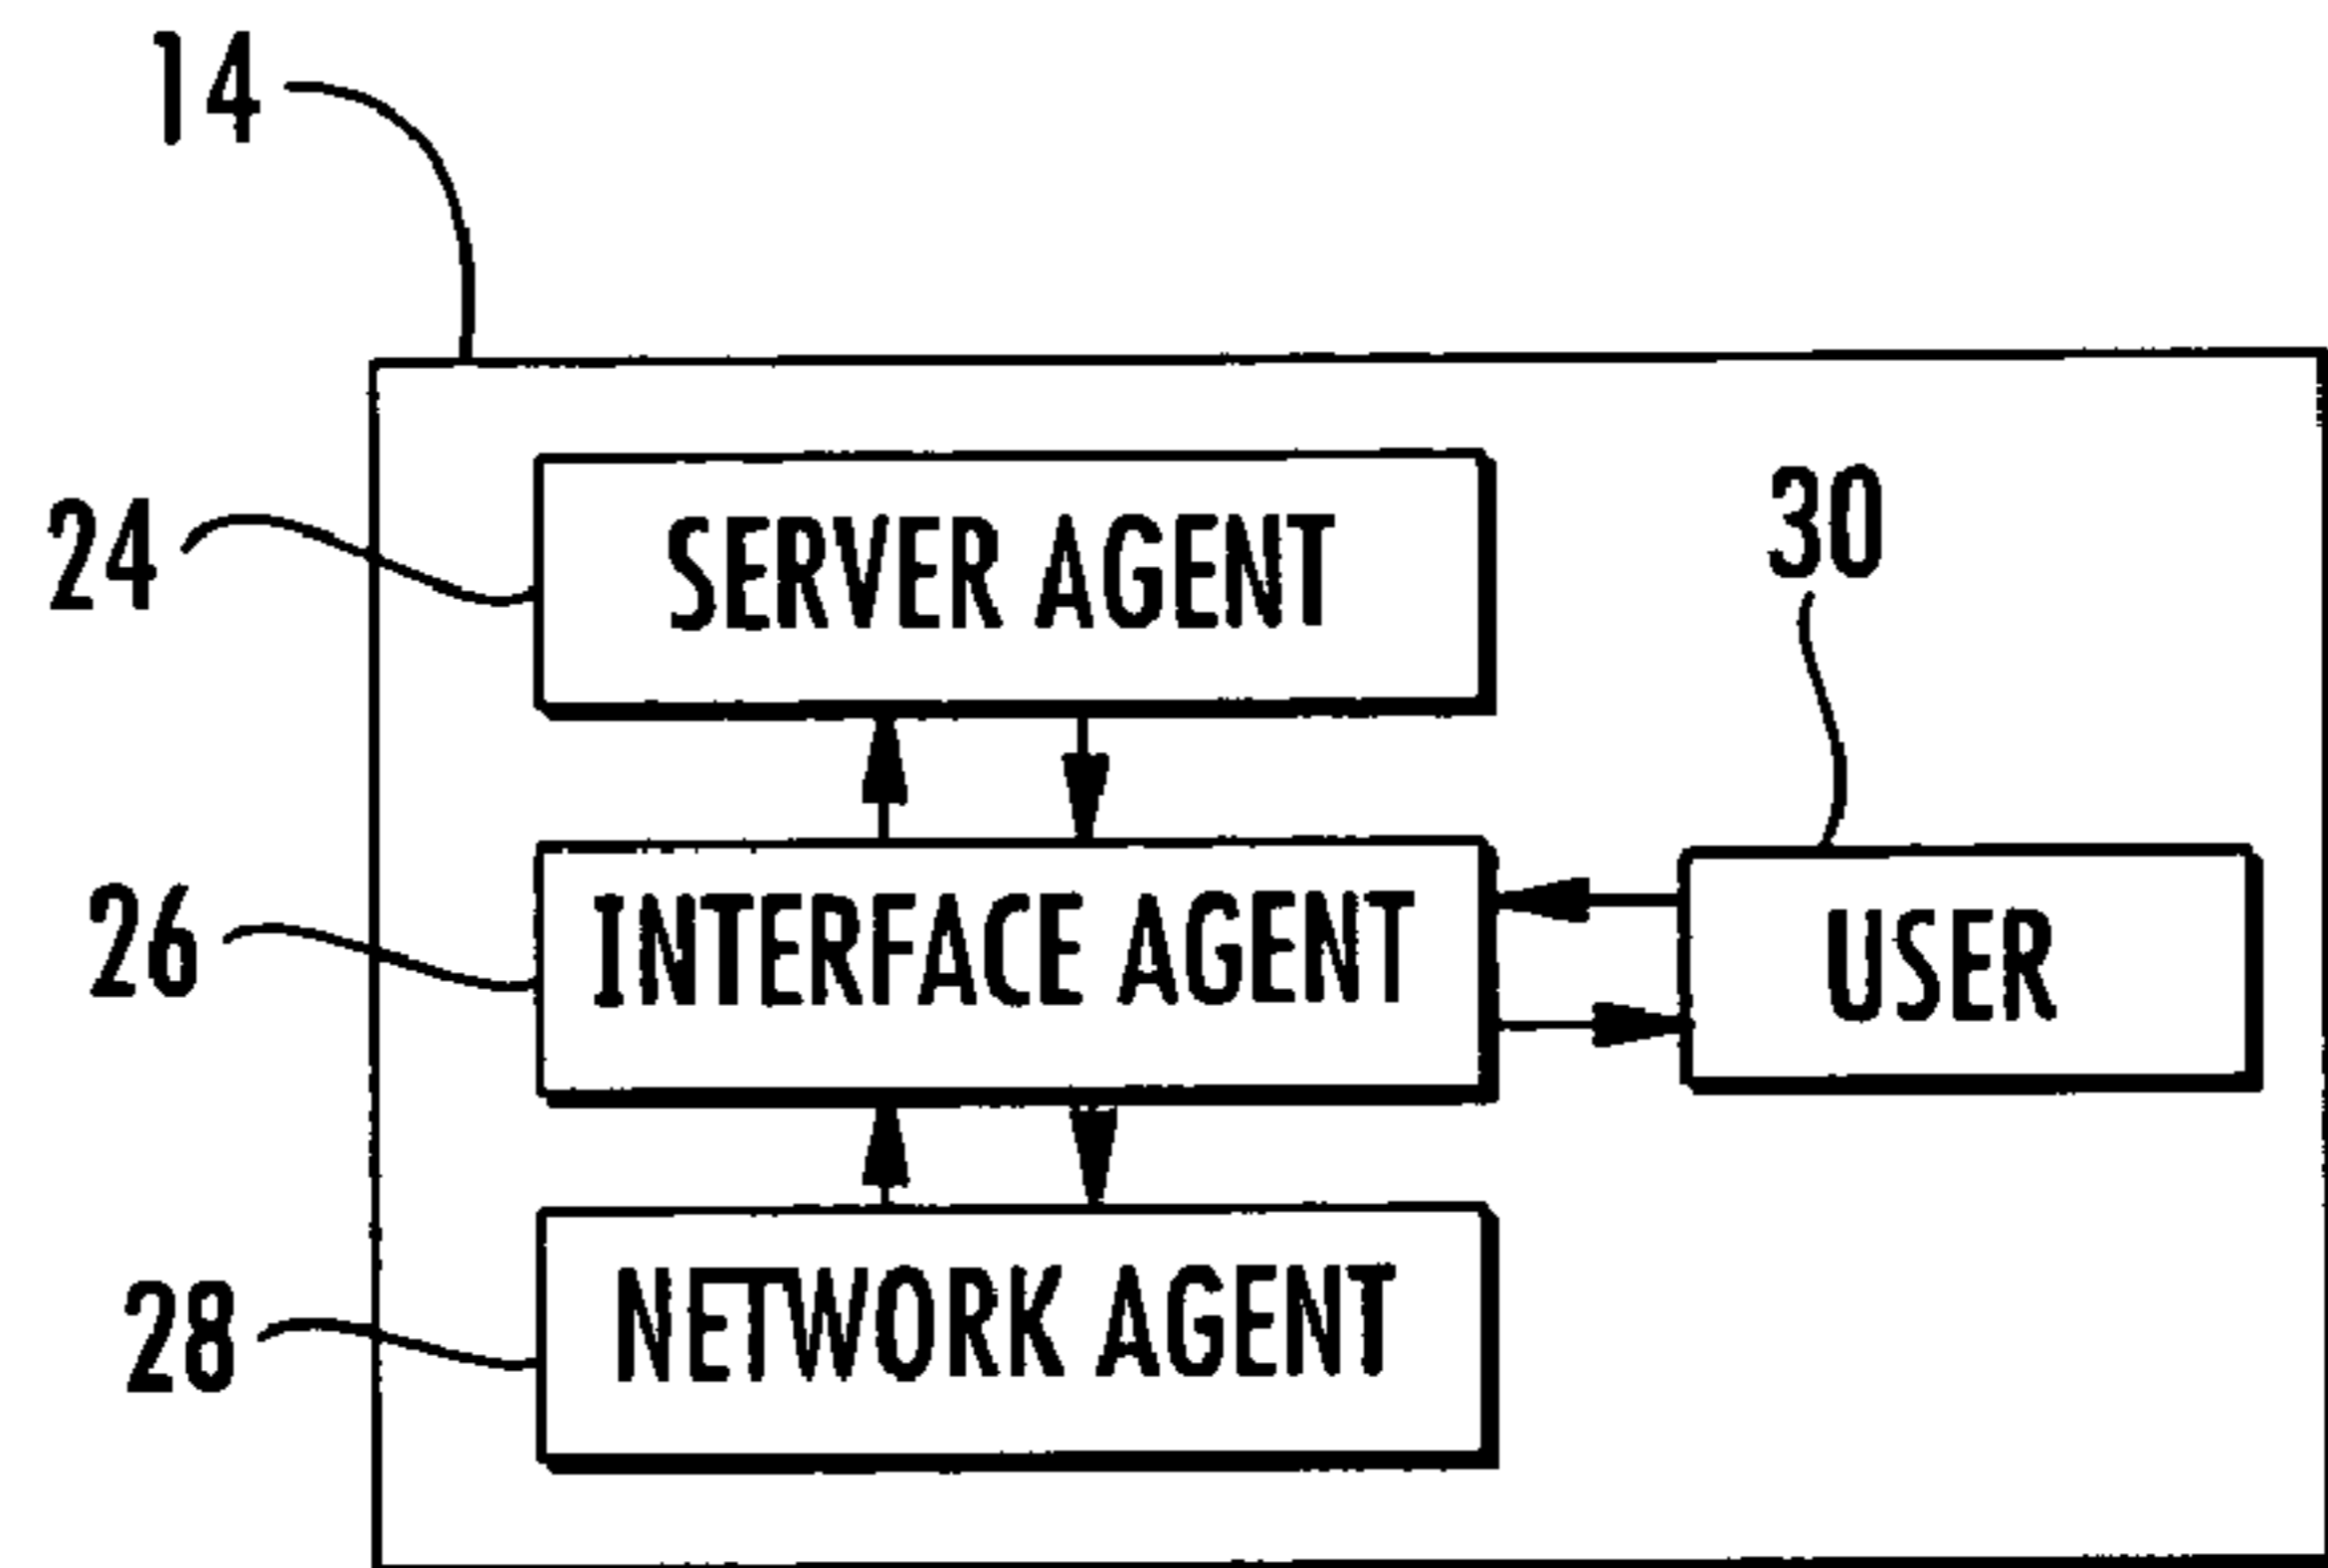 14
24
SERVER AGENT
30
26
INTERFACE AGENT
USER
28
NETWORK AGENT